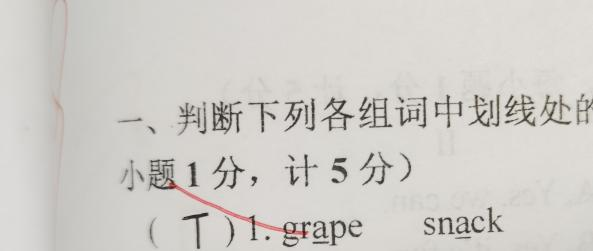 一、判断下列各组词中划线处的
小题1分，计5分）
（ T ）1. grape snack